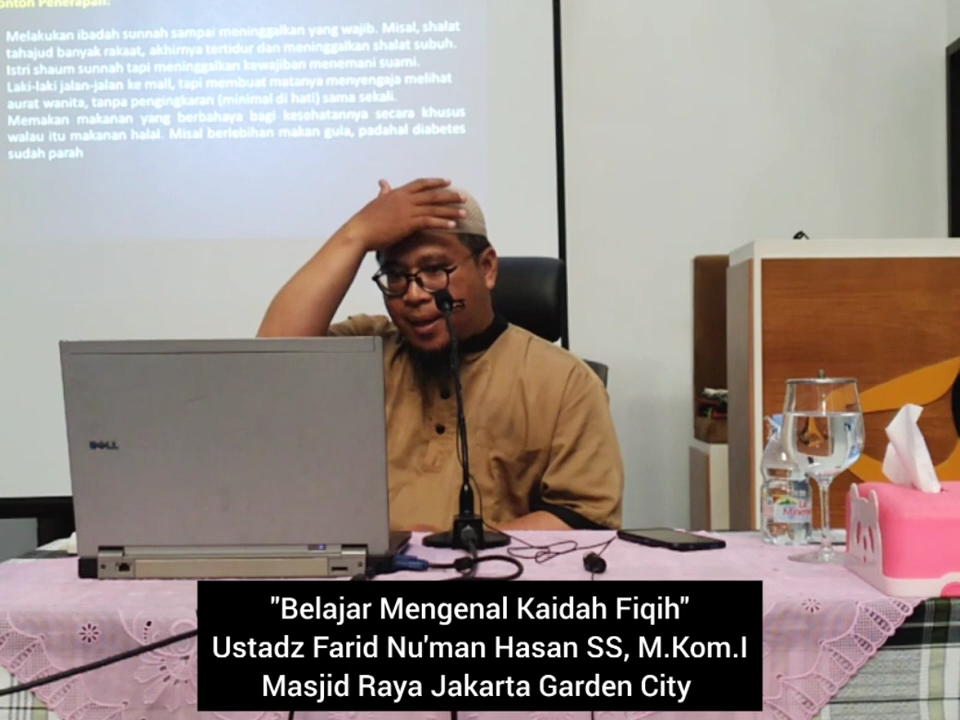 Contoh Penerapan:
Melakukan ibadah sunnah sampai meninggalkan yang wajib. Misal, shalat
tahajud banyak rakaat, akhirnya tertidur dan meninggalkan shalat subuh.
Istri shaum sunnah tapi meninggalkan kewajiban menemani suami.
Laki-laki jalan-jalan ke mall, tapi membuat matanya menyengaja melihat
aurat wanita, tanpa pengingkaran (minimal di hati) sama sekali.
Memakan makanan yang berbahaya bagi kesehatannya secara khusus
walau itu makanan halal. Misal berlebihan makan gula, padahal diabetes
sudah parah
DELL
"Belajar Mengenal Kaidah Fiqih"
Ustadz Farid Nu'man Hasan SS, M.Kom.I
Masjid Raya Jakarta Garden City